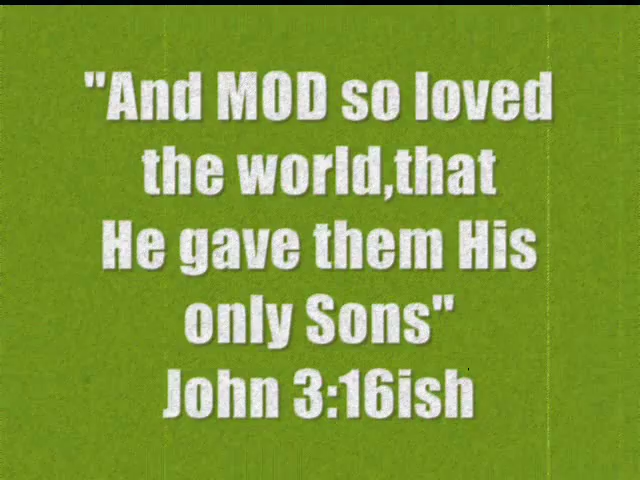 "And MOD so loved
the world,that
He gave them His
only Sons"
John 3:16ish